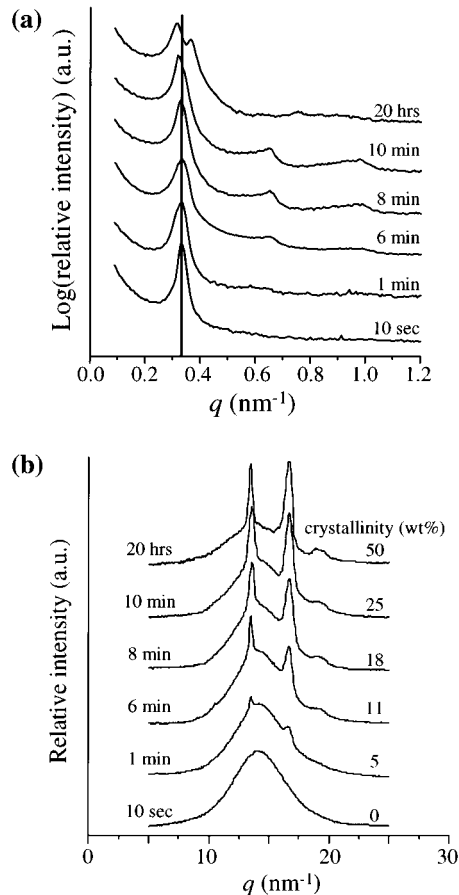 (a)
Log(relative intensity) (a.u.)
20 hrs
10 min
8 min
6 min
1 min
10 sec
0.0 0.2 0.4 0.6 0.8 1.0 1.2
q (nm-1)
(b)
Relative intensity (a.u.)
crystallinity (wt%)
20 hrs 50
10 min 25
8 min 18
6 min 11
1 min 5
10 sec 0
0 10 20 30
q (nm-1)